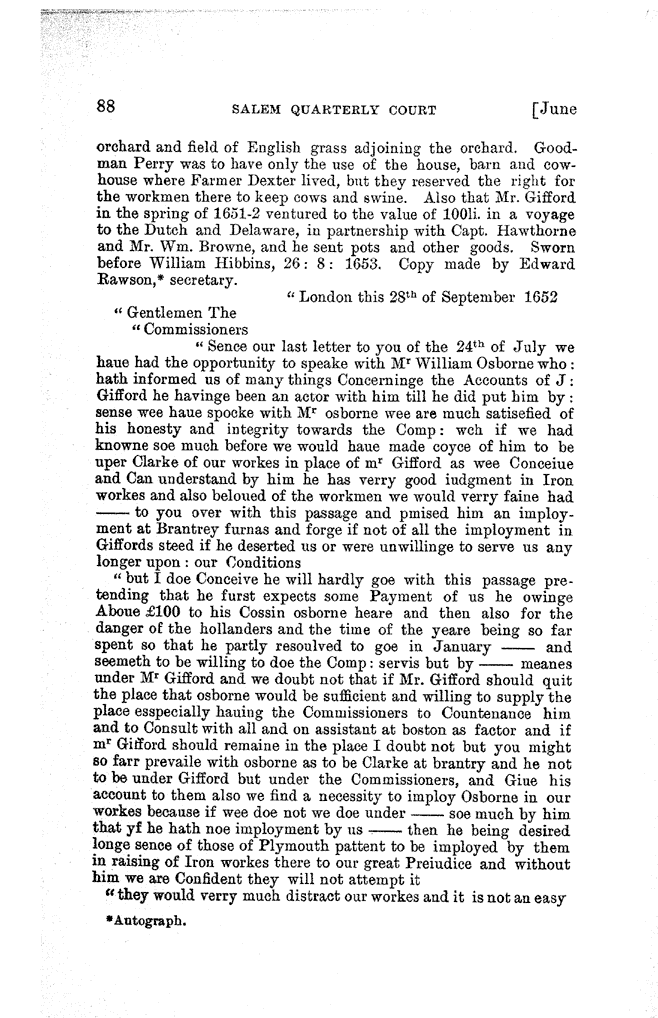 88 SALEM QUARTERLY COURT [June
orchard and field of English grass adjoining the orchard. Good-
man Perry was to have only the use of the house, barn and cow-
house where Farmer Dexter lived, but they reserved the right for
the workmen there to keep cows and swine. Also that Mr. Gifford
in the spring of 1651-2 ventured to the value of 100li. in a voyage
to the Dutch and Delaware, in partnership with Capt. Hawthorne
and Mr. Wm. Browne, and he sent pots and other goods. Sworn
before William Hibbins, 26 : 8 : 1653. Copy made by Edward
Rawson,* secretary.
"London this 28th of September 1652
"Gentlemen The
"Commissioners
"Sence our last letter to you of the 24th of July we
haue had the opportunity to speake with Mr William Osborne who :
hath informed us of many things Concerninge the Accounts of J :
Gifford he havinge been an actor with him till he did put him by :
sense wee haue spocke with Mr osborne wee are much satisefied of
his honesty and integrity towards the Comp : wch if we had
knowne soe much before we would haue made coyce of him to be
uper Clarke of our workes in place of mr Gifford as wee Conceiue
and Can understand by him he has verry good iudgment in Iron
workes and also beloued of the workmen we would verry faine had
—— to you over with this passage and pmised him an imploy-
ment at Brantrey furnas and forge if not of all the imployment in
Giffords steed if he deserted us or were unwillinge to serve us any
longer upon : our Conditions
"but I doe Conceive he will hardly goe with this passage pre-
tending that he furst expects some Payment of us he owinge
Aboue £100 to his Cossin osborne heare and then also for the
danger of the hollanders and the time of the yeare being so far
spent so that he partly resoulved to goe in January —— and
seemeth to be willing to doe the Comp : servis but by —— meanes
under Mr Gifford and we doubt not that if Mr. Gifford should quit
the place that osborne would be sufficient and willing to supply the
place esspecially hauing the Commissioners to Countenance him
and to Consult with all and on assistant at boston as factor and if
mr Gifford should remaine in the place I doubt not but you might
so farr prevaile with osborne as to be Clarke at brantry and he not
to be under Gifford but under the Commissioners, and Giue his
account to them also we find a necessity to imploy Osborne in our
workes because if wee doe not we doe under —— soe much by him
that yf he hath noe imployment by us —— then he being desired
longe sence of those of Plymouth pattent to be imployed by them
in raising of Iron workes there to our great Preiudice and without
him we are Confident they will not attempt it
"they would verry much distract our workes and it is not an easy
*Autograph.